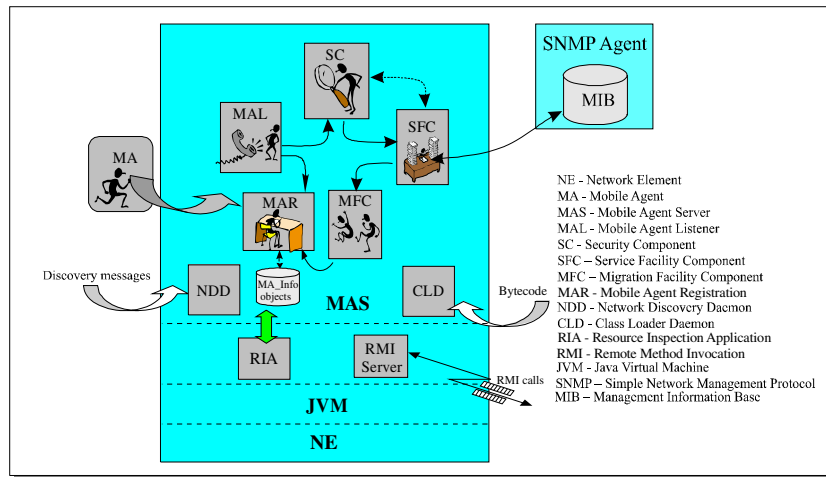 SC
SNMP Agent
MIB
MAL
SFC
MA
MAR
MFC
NE - Network Element
MA - Mobile Agent
MAS - Mobile Agent Server
MAL - Mobile Agent Listener
SC - Security Component
SFC – Service Facility Component
MFC – Migration Facility Component
MAR - Mobile Agent Registration
NDD - Network Discovery Daemon
CLD - Class Loader Daemon
RIA - Resource Inspection Application
RMI - Remote Method Invocation
JVM - Java Virtual Machine
SNMP – Simple Network Management Protocol
MIB – Management Information Base
Discovery messages
NDD
MA_Info
objects
MAS
CLD
Bytecode
RIA
RMI
Server
RMI calls
JVM
NE